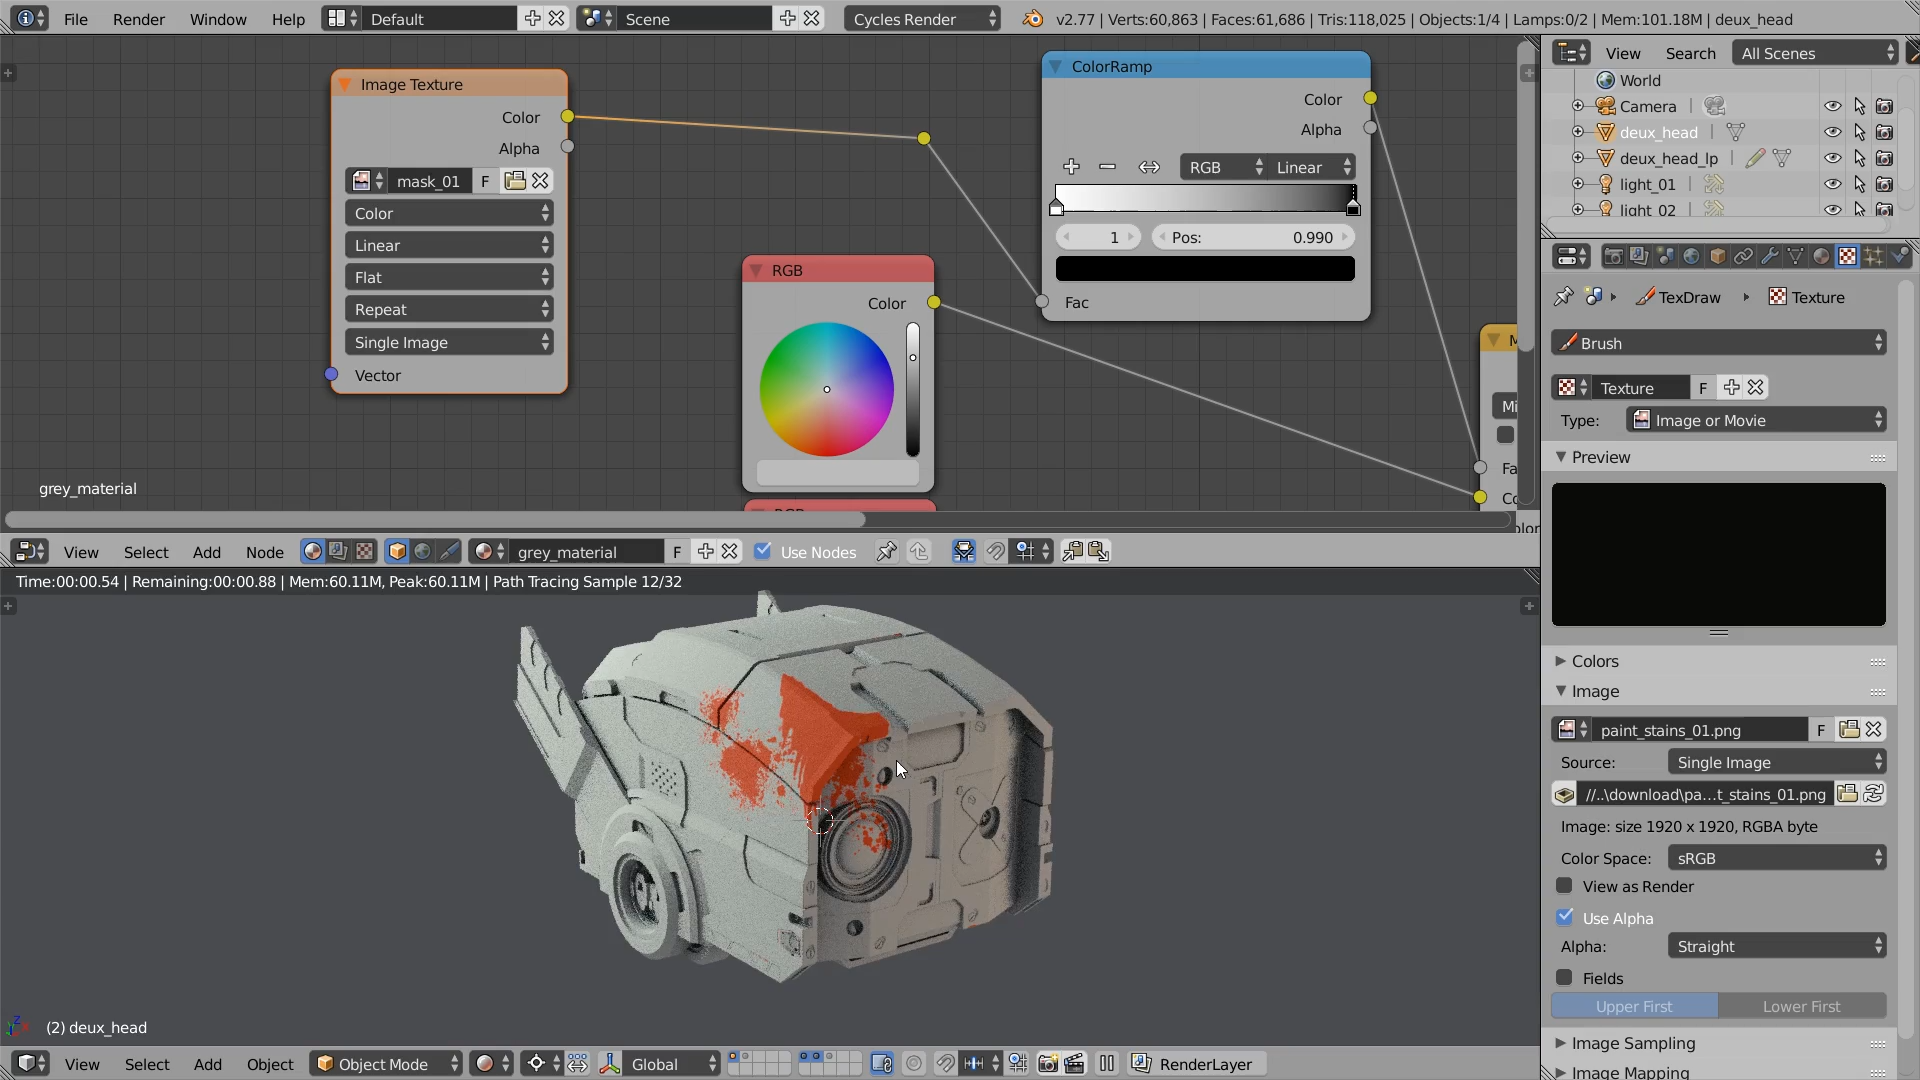 File Render Window Help Default Scene Cycles Render v2.77 | Verts:60,863 | Faces:61,686 | Tris:118,025 | Objects:1/4 | Lamps:0/2 | Mem:101.18M | deux_head
View Search All Scenes
World
Camera
deux_head
deux_head_lp
light_01
light_02
Image Texture
Color
Alpha
mask_01 F
Color
Linear
Flat
Repeat
Single Image
Vector
RGB
Color
ColorRamp
Color
Alpha
RGB Linear
1 Pos: 0.990
Fac
grey_material
View Select Add Node grey_material F Use Nodes
Time:00:00.54 | Remaining:00:00.88 | Mem:60.11M, Peak:60.11M | Path Tracing Sample 12/32
(2) deux_head
View Select Add Object Object Mode Global RenderLayer
TexDraw Texture
Brush
Texture F
Type: Image or Movie
Preview
Colors
Image
paint_stains_01.png F
Source: Single Image
//..\download\pa...t_stains_01.png
Image: size 1920 x 1920, RGBA byte
Color Space: sRGB
View as Render
Use Alpha
Alpha: Straight
Fields
Upper First Lower First
Image Sampling
Image Mapping